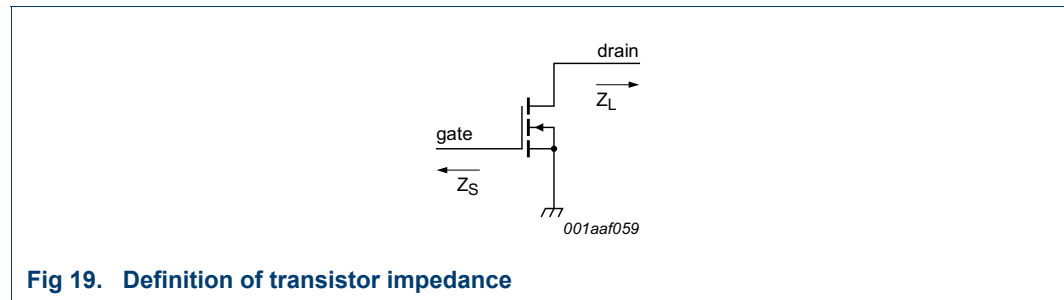 drain
Z_L
gate
Z_S
001aaf059
Fig 19. Definition of transistor impedance